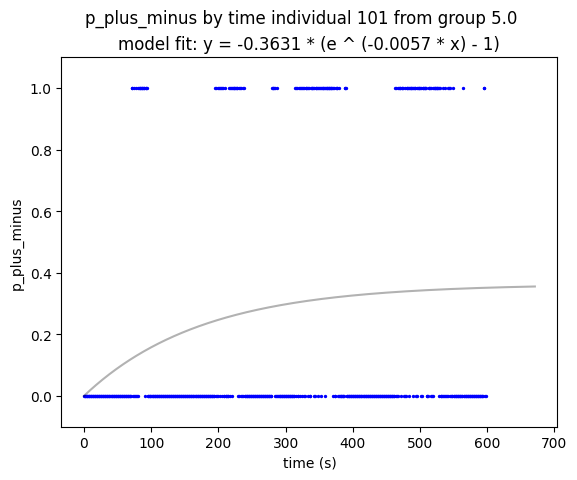 p_plus_minus by time individual 101 from group 5.0
model fit: y = -0.3631 * (e ^ (-0.0057 * x) - 1)
1.0
0.8
0.6
0.4
0.2
0.0
p_plus_minus
0 100 200 300 400 500 600 700
time (s)